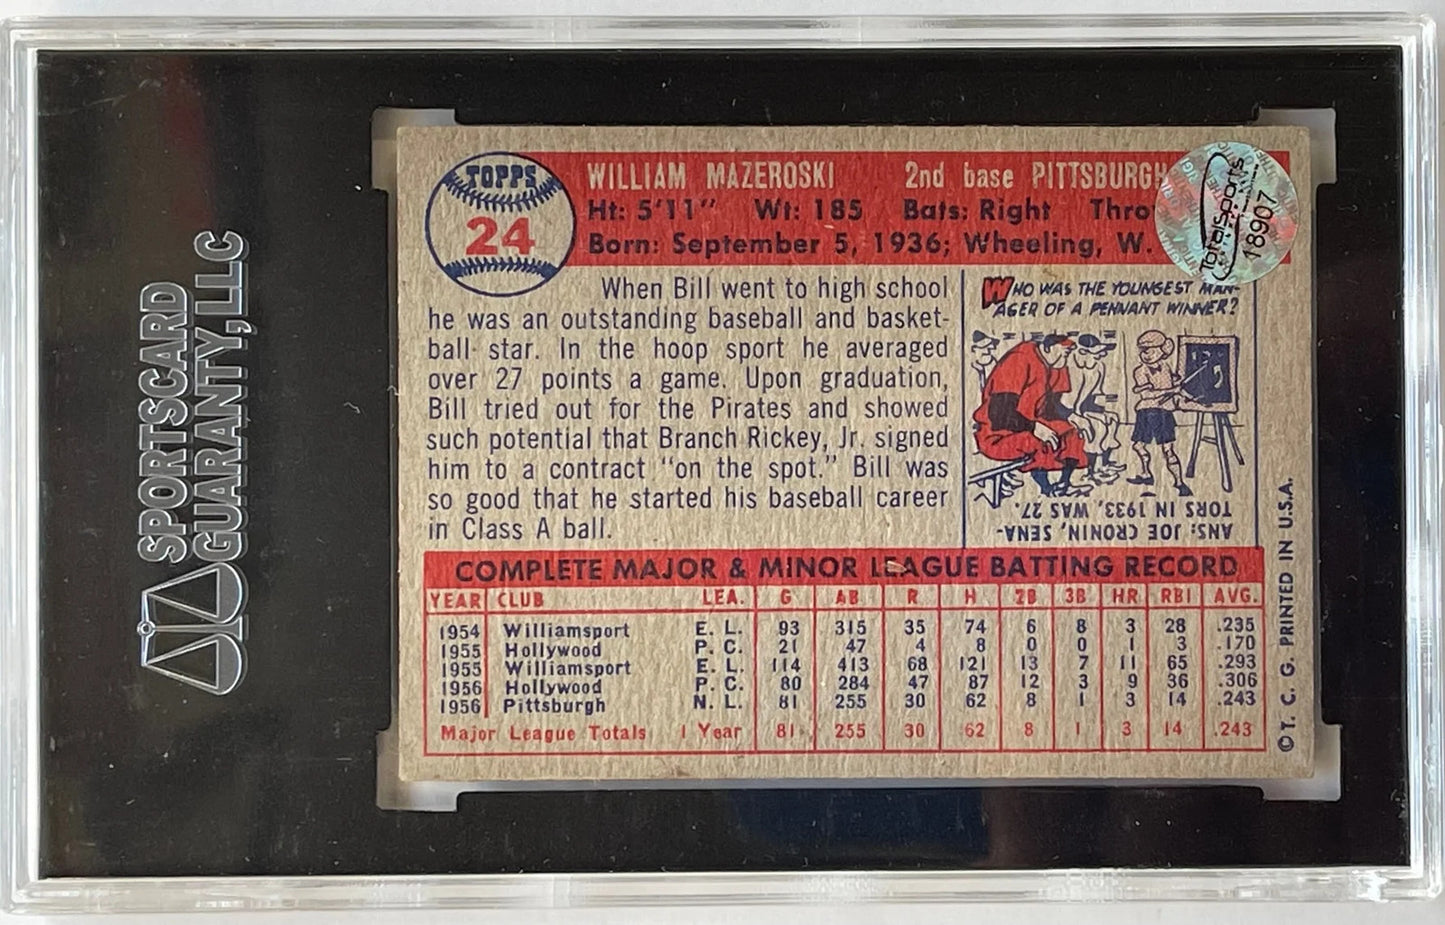 SPORTSCARD
GUARANTY, LLC
TOPPS
24
WILLIAM MAZEROSKI 2nd base PITTSBURGH
Ht: 5'11" Wt: 185 Bats: Right Thro
Born: September 5, 1936; Wheeling, W.
Totalsports
18907
When Bill went to high school
he was an outstanding baseball and basket-
ball star. In the hoop sport he averaged
over 27 points a game. Upon graduation,
Bill tried out for the Pirates and showed
such potential that Branch Rickey, Jr. signed
him to a contract "on the spot." Bill was
so good that he started his baseball career
in Class A ball.
WHO WAS THE YOUNGEST MAN-
AGER OF A PENNANT WINNER?
ANS: JOE CRONIN, SENA-
TORS IN 1933, WAS 27.
COMPLETE MAJOR & MINOR LEAGUE BATTING RECORD
YEAR CLUB LEA. G AB R H 2B 3B HR RBI AVG.
1954 Williamsport E. L. 93 315 35 74 6 8 3 28 .235
1955 Hollywood P. C. 21 47 4 8 0 0 1 3 .170
1955 Williamsport E. L. 114 413 68 121 13 7 11 65 .293
1956 Hollywood P. C. 80 284 47 87 12 3 9 36 .306
1956 Pittsburgh N. L. 81 255 30 62 8 1 3 14 .243
Major League Totals 1 Year 81 255 30 62 8 1 3 14 .243
©T. C. G. PRINTED IN U.S.A.